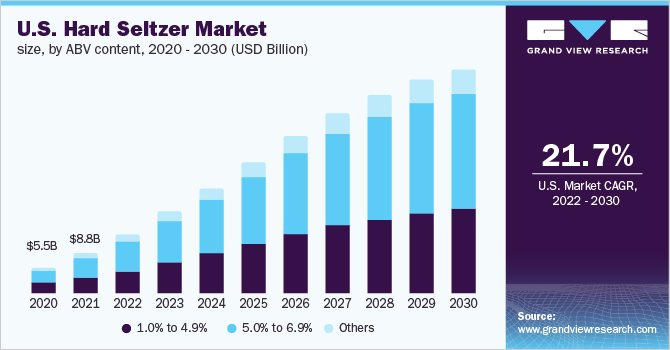 U.S. Hard Seltzer Market
size, by ABV content, 2020 - 2030 (USD Billion)
$5.5B
$8.8B
2020 2021 2022 2023 2024 2025 2026 2027 2028 2029 2030
1.0% to 4.9% 5.0% to 6.9% Others
GRAND VIEW RESEARCH
21.7%
U.S. Market CAGR,
2022 - 2030
Source:
www.grandviewresearch.com